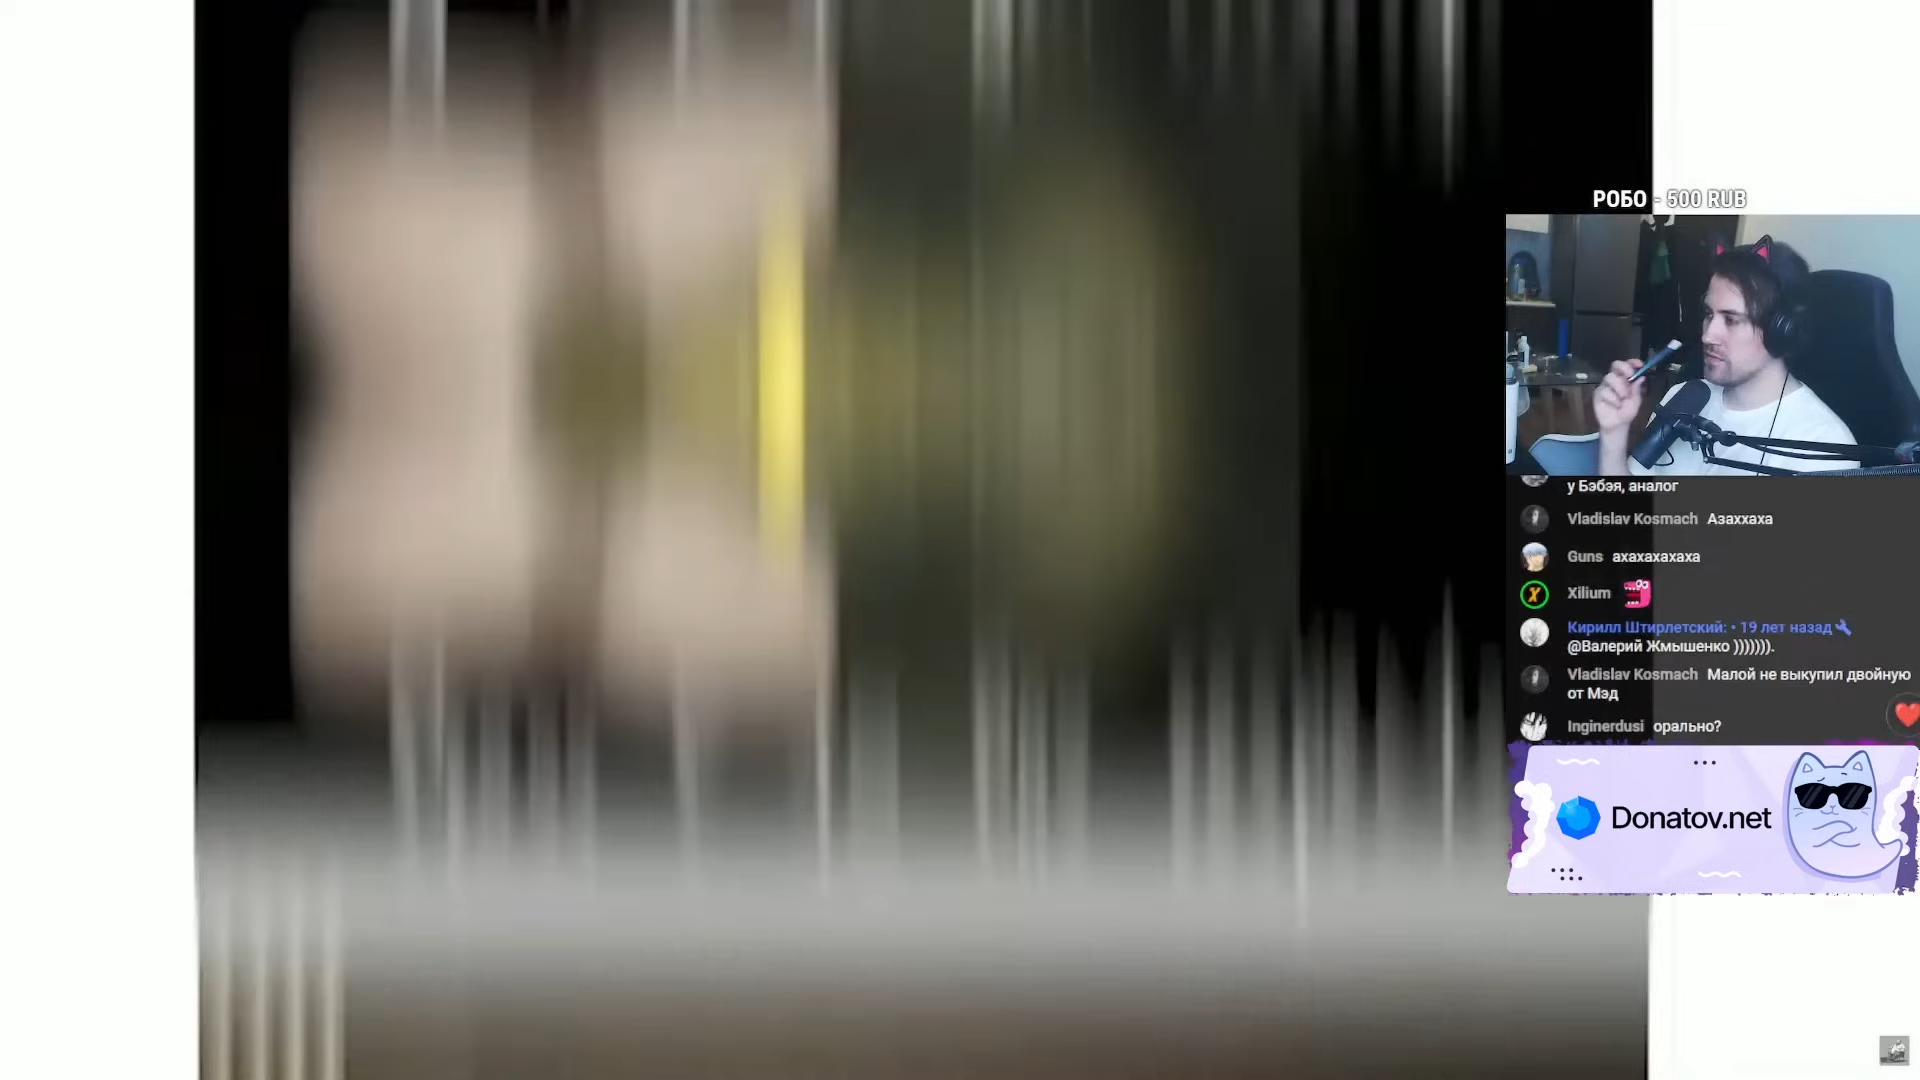 РОБО - 500 RUB
у Бэбэя, аналог
Vladislav Kosmach Азаххаха
Guns ахахахахаха
Xilium
Кирилл Штирлетский: • 19 лет назад
@Валерий Жмышенко ))))))).
Vladislav Kosmach Малой не выкупил двойную
от Мэд
Inginerdusi орально?
Donatov.net